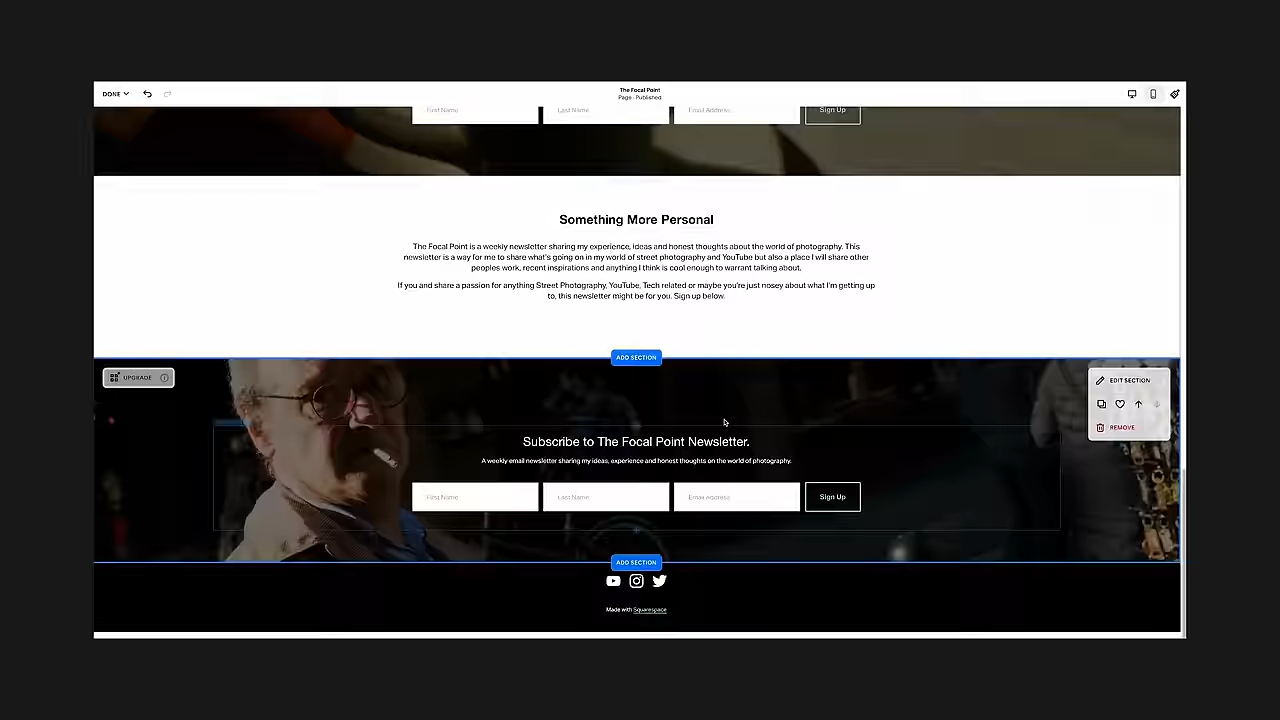 DONE
The Focal Point
Page · Published
First Name
Last Name
Email Address
Sign Up
Something More Personal
The Focal Point is a weekly newsletter sharing my experience, ideas and honest thoughts about the world of photography. This
newsletter is a way for me to share what's going on in my world of street photography and YouTube but also a place I will share other
peoples work, recent inspirations and anything I think is cool enough to warrant talking about.
If you and share a passion for anything Street Photography, YouTube, Tech related or maybe you're just nosey about what I'm getting up
to, this newsletter might be for you. Sign up below.
ADD SECTION
UPGRADE
EDIT SECTION
REMOVE
Subscribe to The Focal Point Newsletter.
A weekly email newsletter sharing my ideas, experience and honest thoughts on the world of photography.
First Name
Last Name
Email Address
Sign Up
ADD SECTION
Made with Squarespace